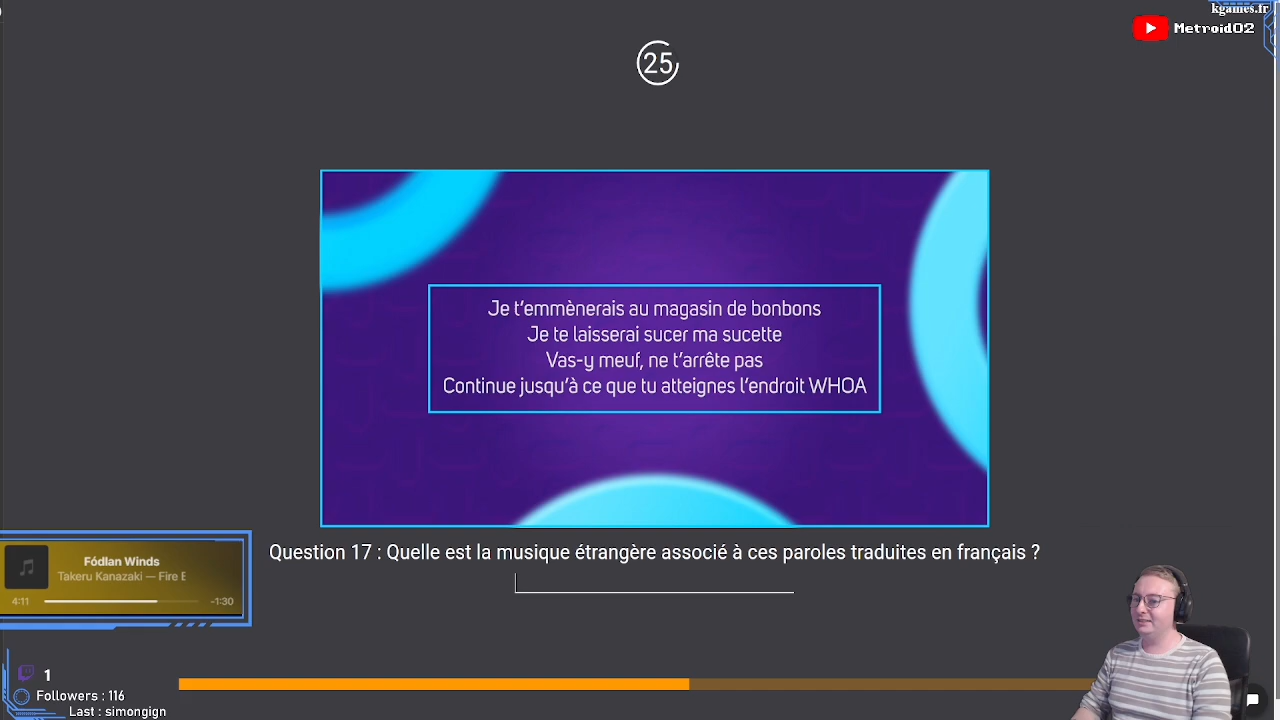 kgames.fr
Metroid02
25
Je t'emmènerais au magasin de bonbons
Je te laisserai sucer ma sucette
Vas-y meuf, ne t'arrête pas
Continue jusqu'à ce que tu atteignes l'endroit WHOA
Question 17 : Quelle est la musique étrangère associé à ces paroles traduites en français ?
Fódlan Winds
Takeru Kanazaki — Fire E
4:11
-1:30
1
Followers : 116
Last : simongign